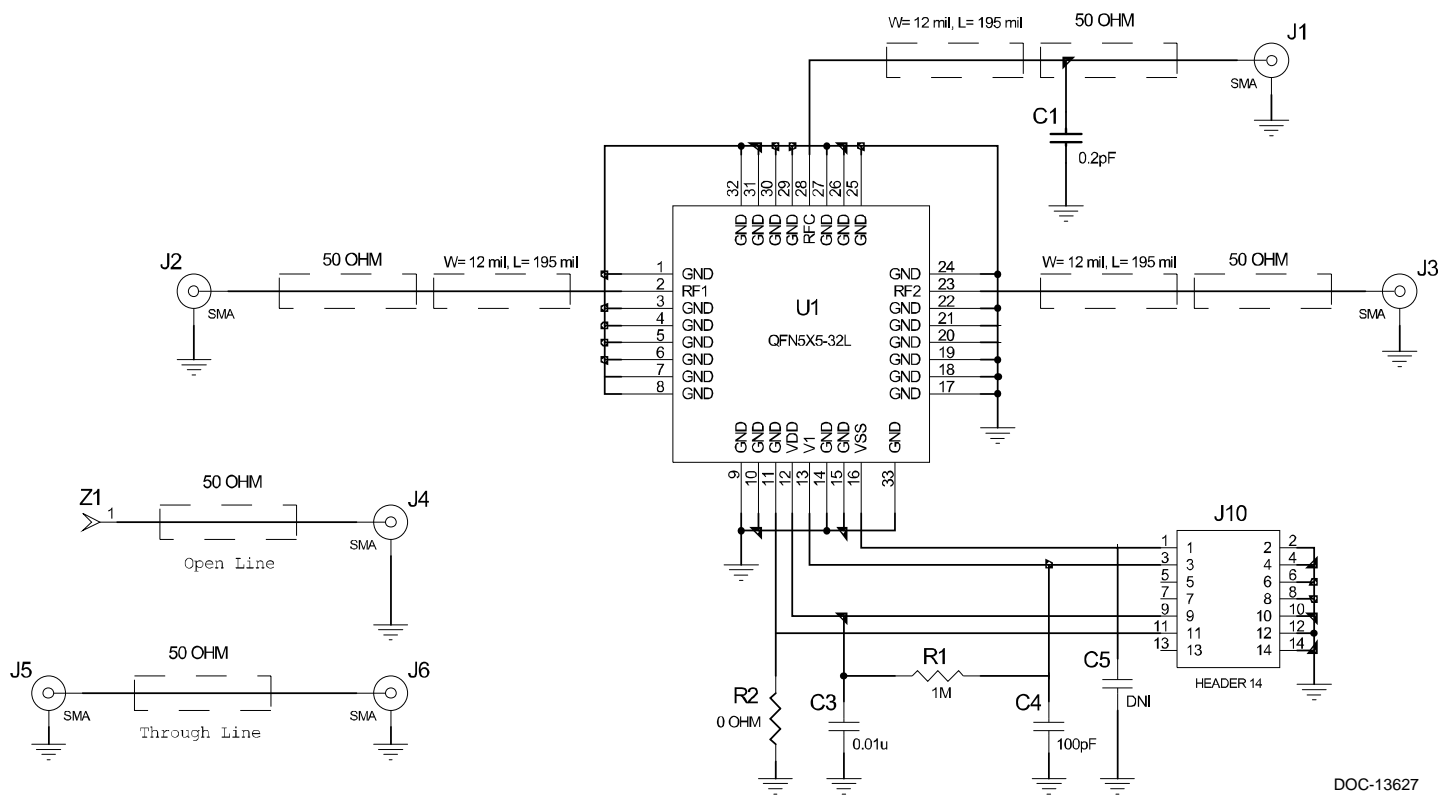 W= 12 mil, L= 195 mil
50 OHM
J1
SMA
C1
0.2pF
32
31
30
29
28
27
26
25
GND
GND
GND
GND
RFC
GND
GND
GND
J2
50 OHM
W= 12 mil, L= 195 mil
SMA
1 GND
2 RF1
3 GND
4 GND
5 GND
6 GND
7 GND
8 GND
U1
QFN5X5-32L
GND 24
RF2 23
GND 22
GND 21
GND 20
GND 19
GND 18
GND 17
W= 12 mil, L= 195 mil
50 OHM
J3
SMA
GND
GND
GND
VDD
V1
GND
GND
VSS
GND
9
10
11
12
13
14
15
16
33
Z1
1
50 OHM
J4
SMA
Open Line
J10
1 1 2 2
3 3 4 4
5 5 6 6
7 7 8 8
9 9 10 10
11 11 12 12
13 13 14 14
HEADER 14
J5
50 OHM
J6
SMA
SMA
Through Line
R2
0 OHM
C3
0.01u
R1
1M
C4
100pF
C5
DNI
DOC-13627